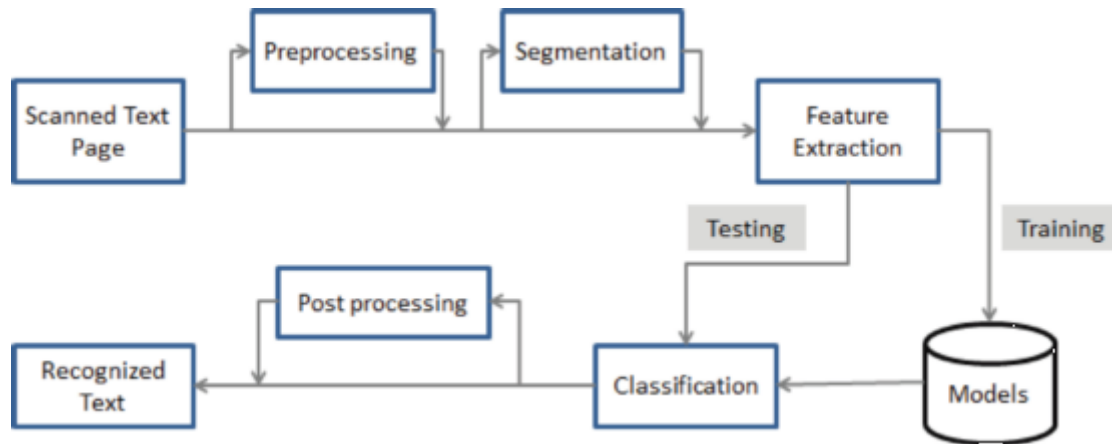 Preprocessing
Segmentation
Scanned Text
Page
Feature
Extraction
Testing
Training
Post processing
Recognized
Text
Classification
Models